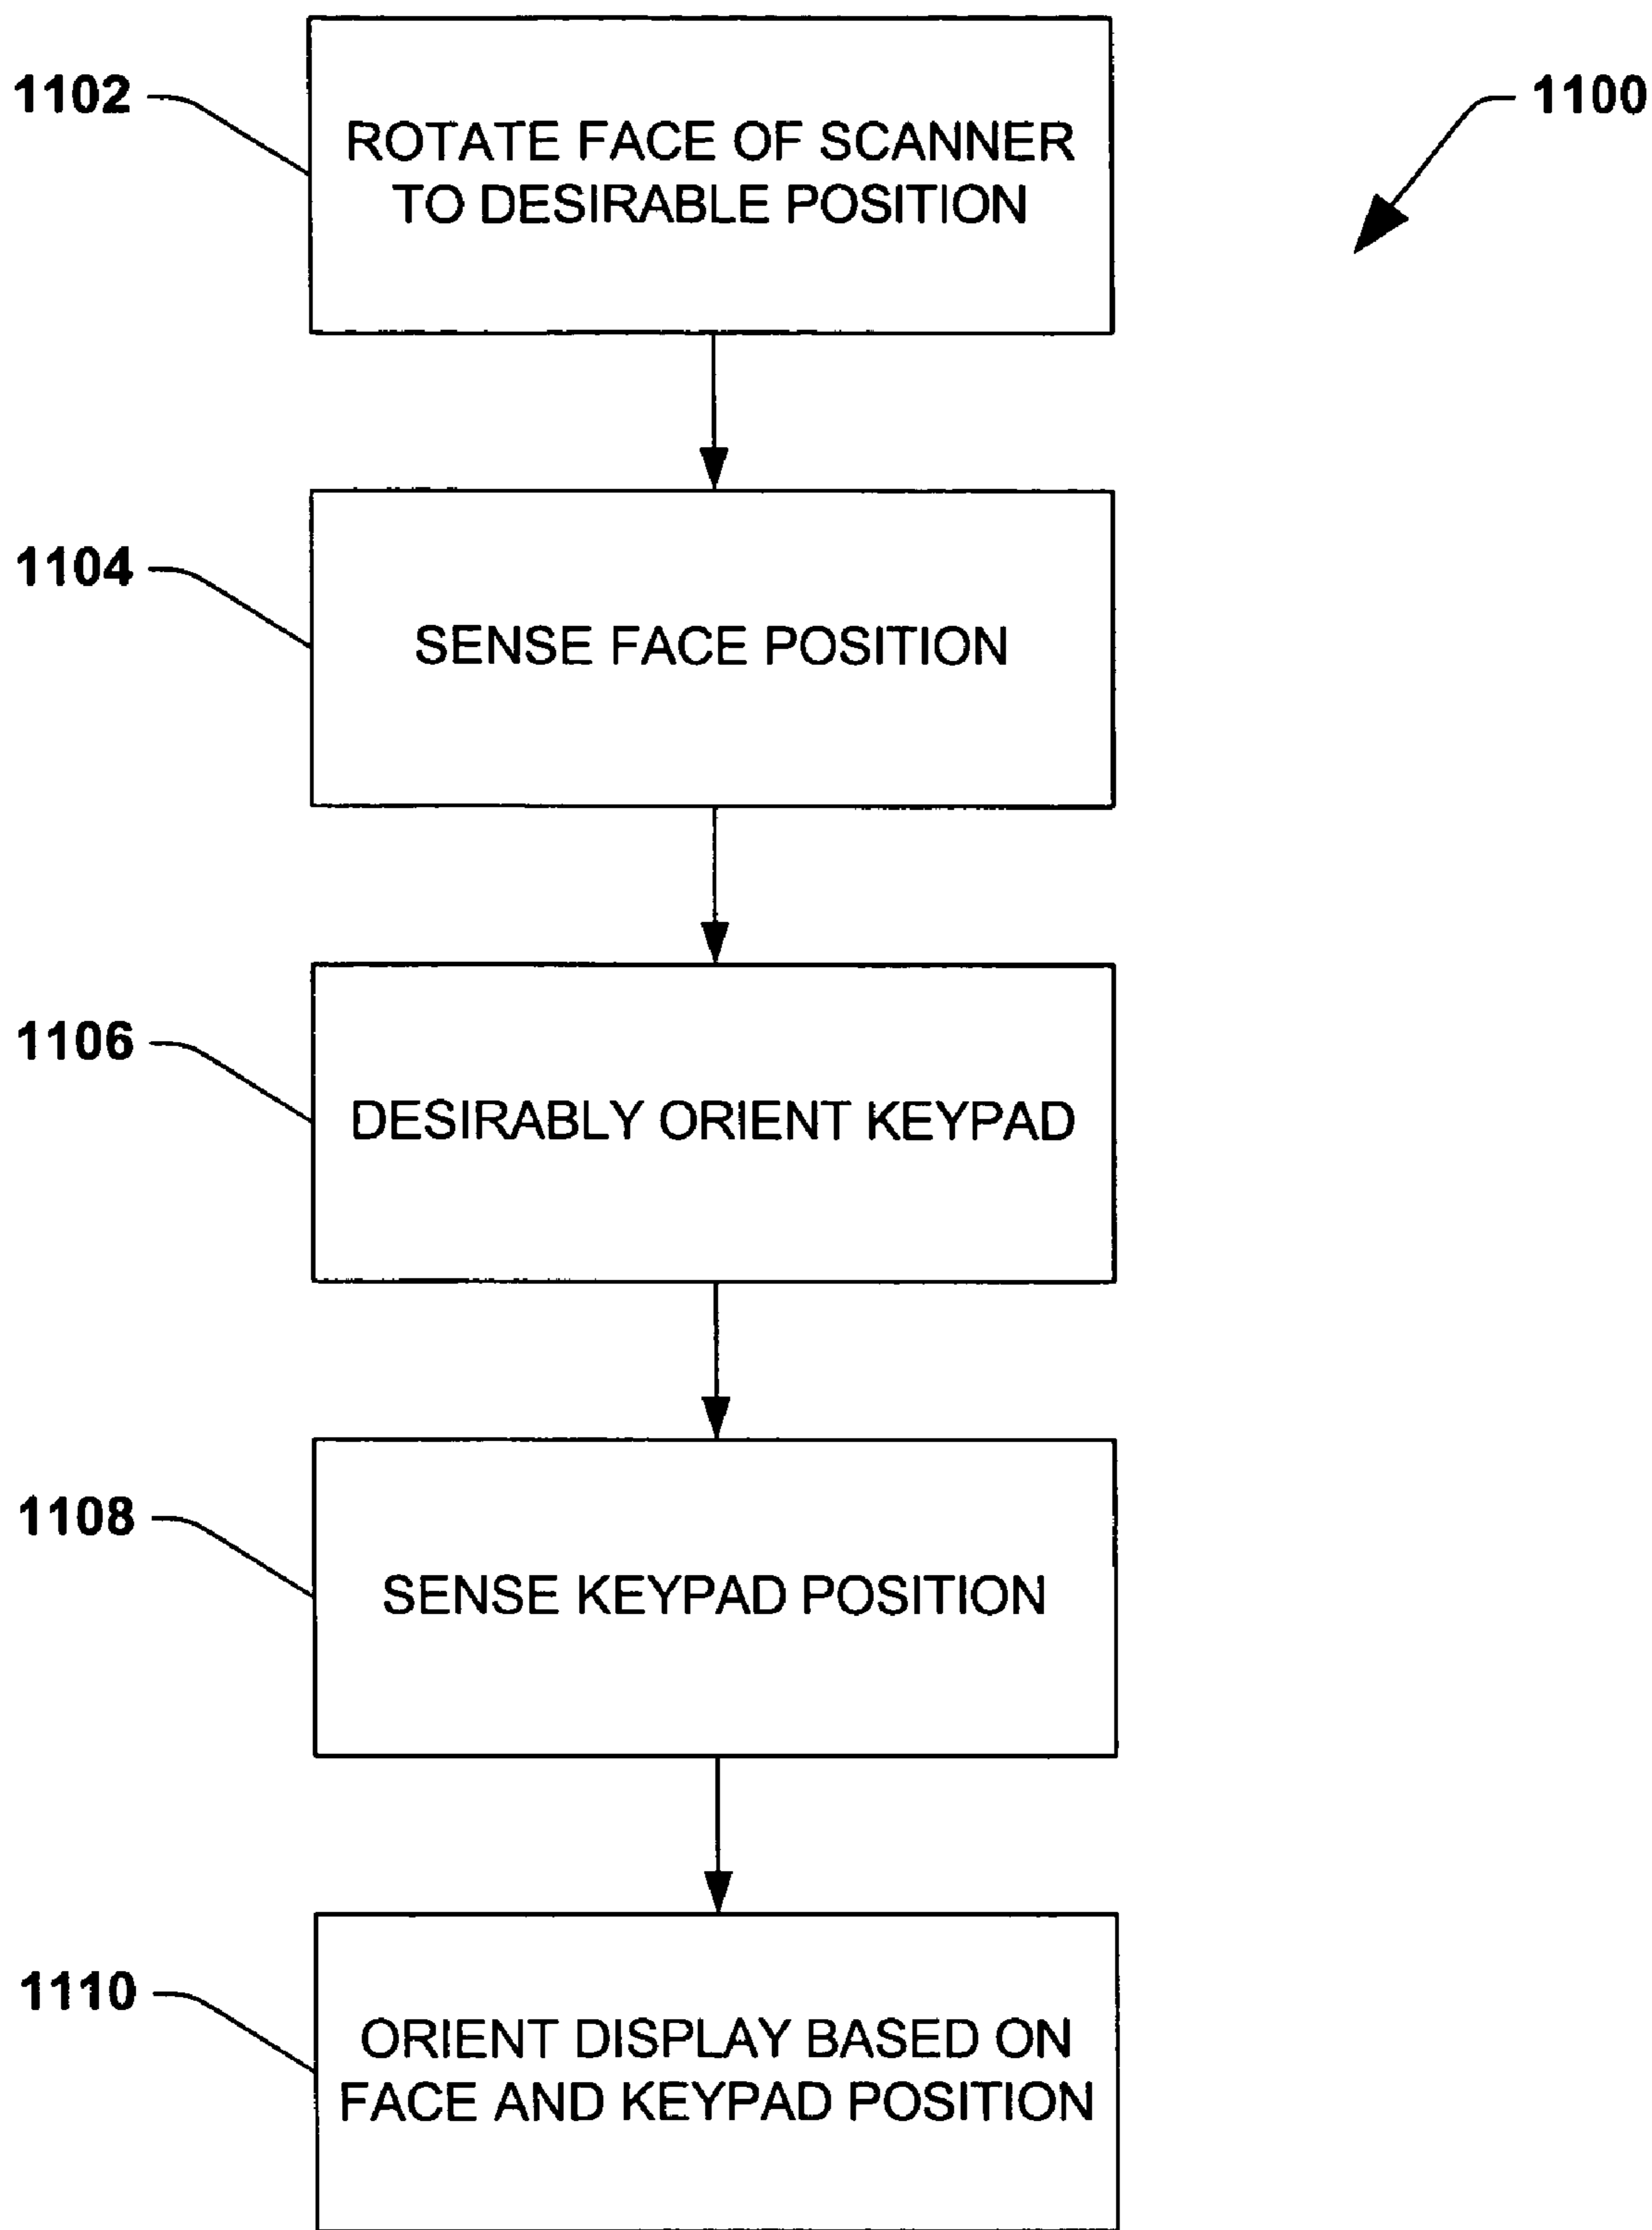 1100
1102
ROTATE FACE OF SCANNER
TO DESIRABLE POSITION
1104
SENSE FACE POSITION
1106
DESIRABLY ORIENT KEYPAD
1108
SENSE KEYPAD POSITION
1110
ORIENT DISPLAY BASED ON
FACE AND KEYPAD POSITION